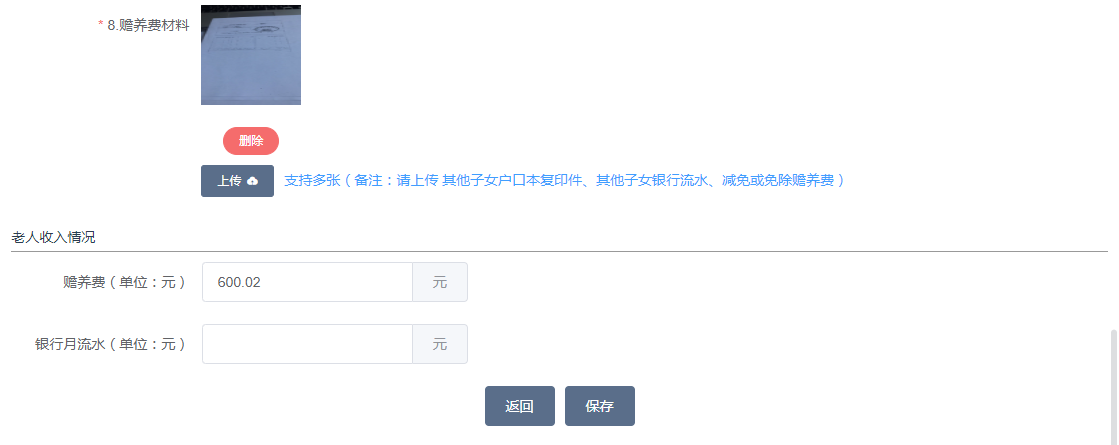 * 8.赡养费材料
删除
上传 支持多张（备注：请上传 其他子女户口本复印件、其他子女银行流水、减免或免除赡养费）
老人收入情况
赡养费（单位：元） 600.02 元
银行月流水（单位：元） 元
返回 保存